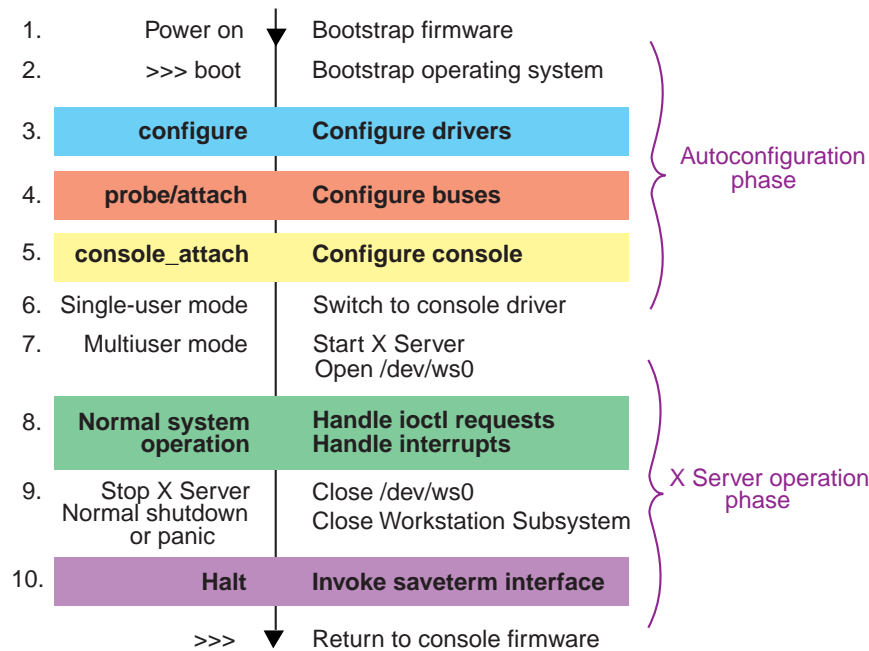 1. Power on Bootstrap firmware
2. >>> boot Bootstrap operating system
3. configure Configure drivers
4. probe/attach Configure buses
5. console_attach Configure console
6. Single-user mode Switch to console driver
7. Multiuser mode Start X Server
Open /dev/ws0
8. Normal system Handle ioctl requests
operation Handle interrupts
9. Stop X Server Close /dev/ws0
Normal shutdown Close Workstation Subsystem
or panic
10. Halt Invoke saveterm interface
>>> Return to console firmware
Autoconfiguration
phase
X Server operation
phase